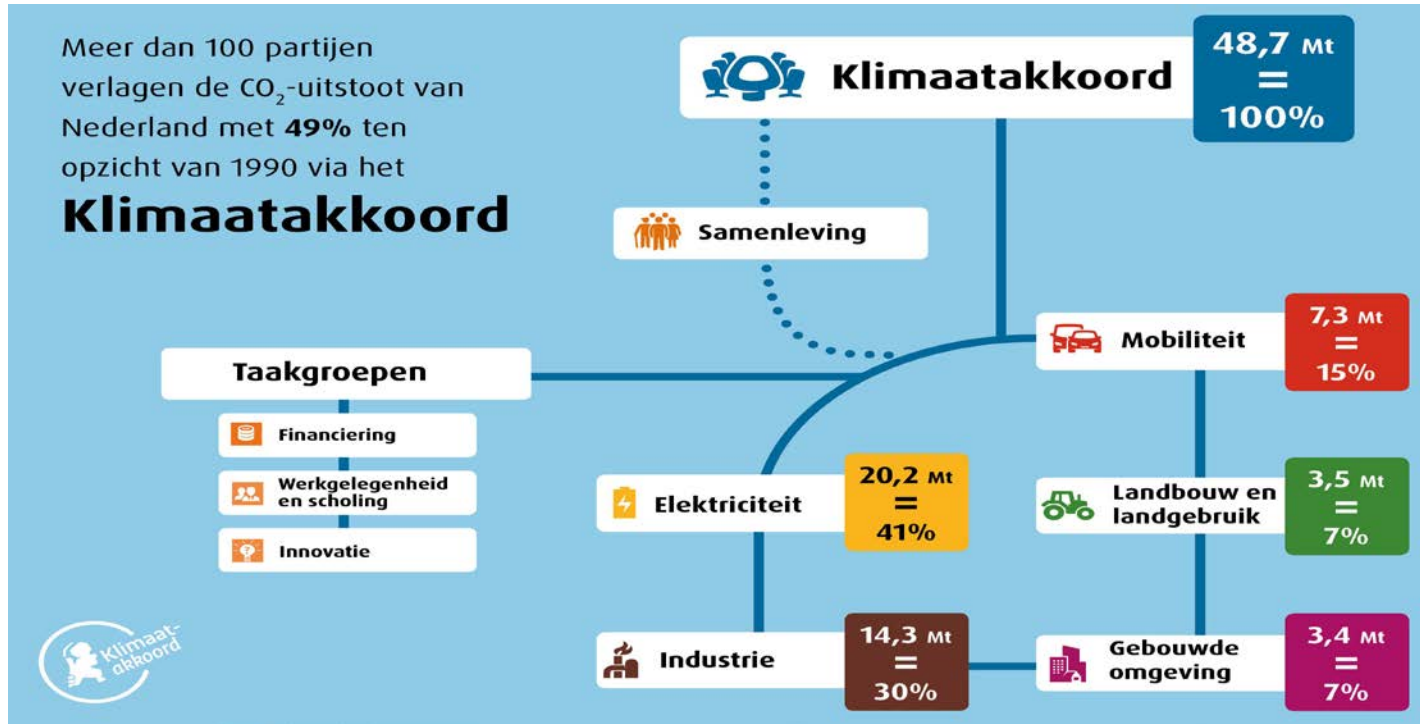 Meer dan 100 partijen
verlagen de CO₂-uitstoot van
Nederland met 49% ten
opzicht van 1990 via het
Klimaatakkoord
Klimaatakkoord
48,7 Mt
=
100%
Samenleving
Mobiliteit
7,3 Mt
=
15%
Taakgroepen
Financiering
Werkgelegenheid
en scholing
Innovatie
Elektriciteit
20,2 Mt
=
41%
Landbouw en
landgebruik
3,5 Mt
=
7%
Industrie
14,3 Mt
=
30%
Gebouwde
omgeving
3,4 Mt
=
7%
Klimaat-
akkoord